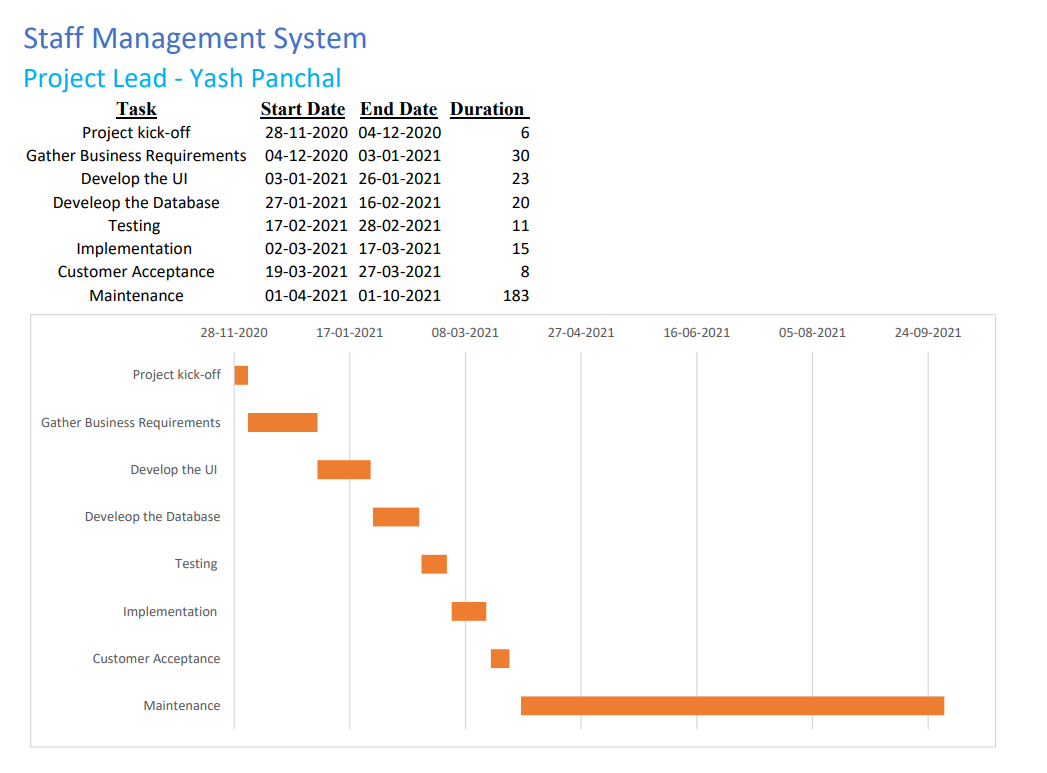 Staff Management System
Project Lead - Yash Panchal
Task Start Date End Date Duration
Project kick-off 28-11-2020 04-12-2020 6
Gather Business Requirements 04-12-2020 03-01-2021 30
Develop the UI 03-01-2021 26-01-2021 23
Develeop the Database 27-01-2021 16-02-2021 20
Testing 17-02-2021 28-02-2021 11
Implementation 02-03-2021 17-03-2021 15
Customer Acceptance 19-03-2021 27-03-2021 8
Maintenance 01-04-2021 01-10-2021 183
28-11-2020 17-01-2021 08-03-2021 27-04-2021 16-06-2021 05-08-2021 24-09-2021
Project kick-off
Gather Business Requirements
Develop the UI
Develeop the Database
Testing
Implementation
Customer Acceptance
Maintenance